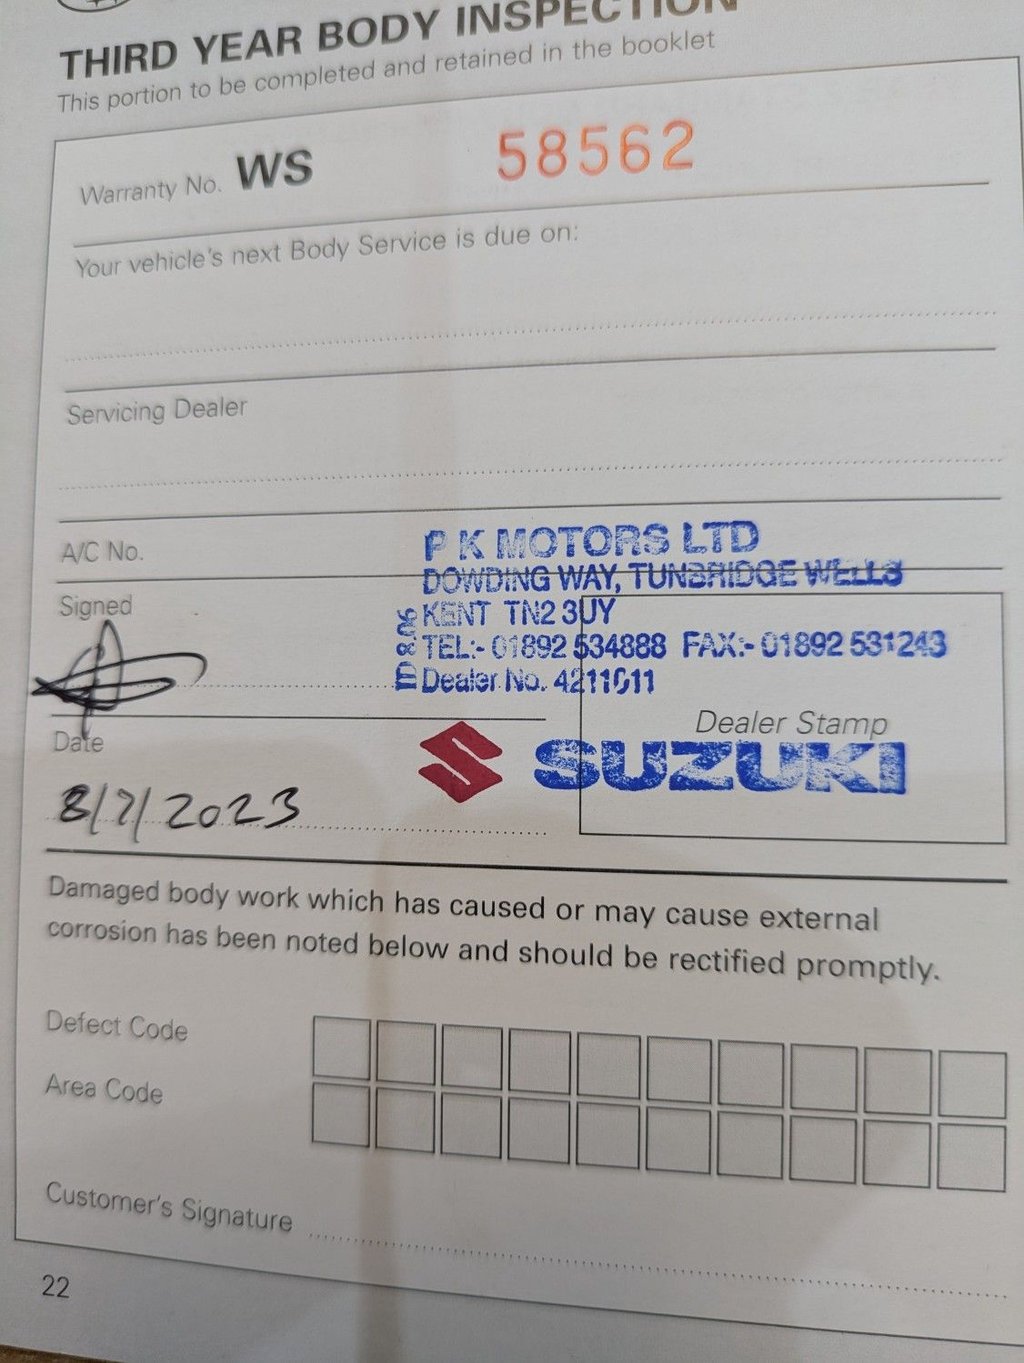 THIRD YEAR BODY INSPECTION
This portion to be completed and retained in the booklet
Warranty No. WS 58562
Your vehicle's next Body Service is due on:
Servicing Dealer
A/C No.
P K MOTORS LTD
DOWDING WAY, TUNBRIDGE WELLS
KENT TN2 3UY
TEL:- 01892 534888 FAX:- 01892 531243
Dealer No. 4211011
Signed
Dealer Stamp
SUZUKI
Date
8/7/2023
Damaged body work which has caused or may cause external
corrosion has been noted below and should be rectified promptly.
Defect Code
Area Code
Customer's Signature
22